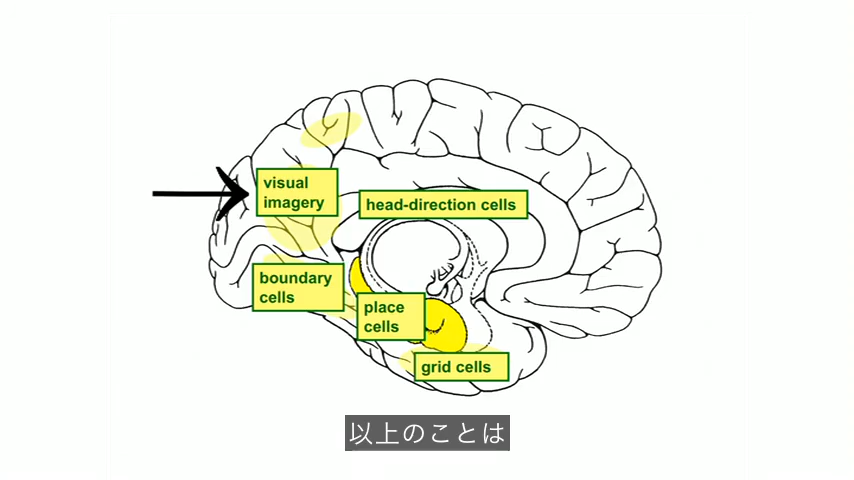 visual
imagery
head-direction cells
boundary
cells
place
cells
grid cells
以上のことは